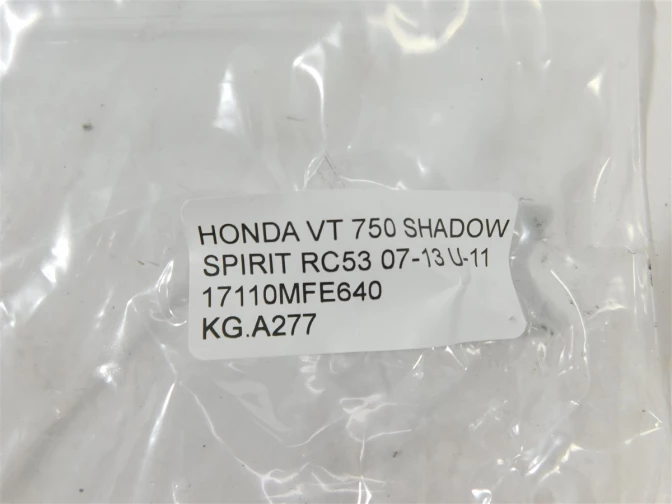 HONDA VT 750 SHADOW
SPIRIT RC53 07-13 U-11
17110MFE640
KG.A277